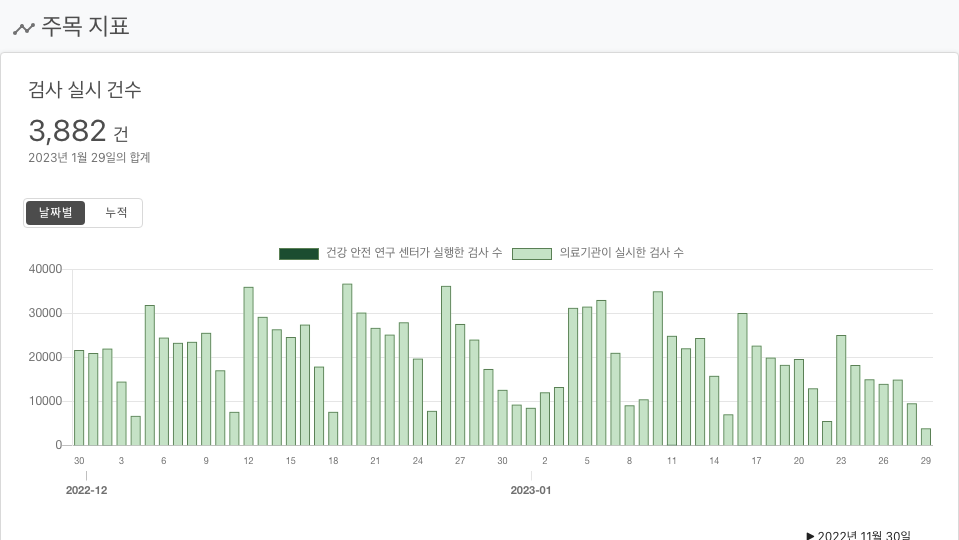 주목 지표
검사 실시 건수
3,882 건
2023년 1월 29일의 합계
날짜별 누적
건강 안전 연구 센터가 실행한 검사 수 의료기관이 실시한 검사 수
40000
30000
20000
10000
0
30 3 6 9 12 15 18 21 24 27 30 2 5 8 11 14 17 20 23 26 29
2022-12 2023-01
▶ 2022년 11월 30일